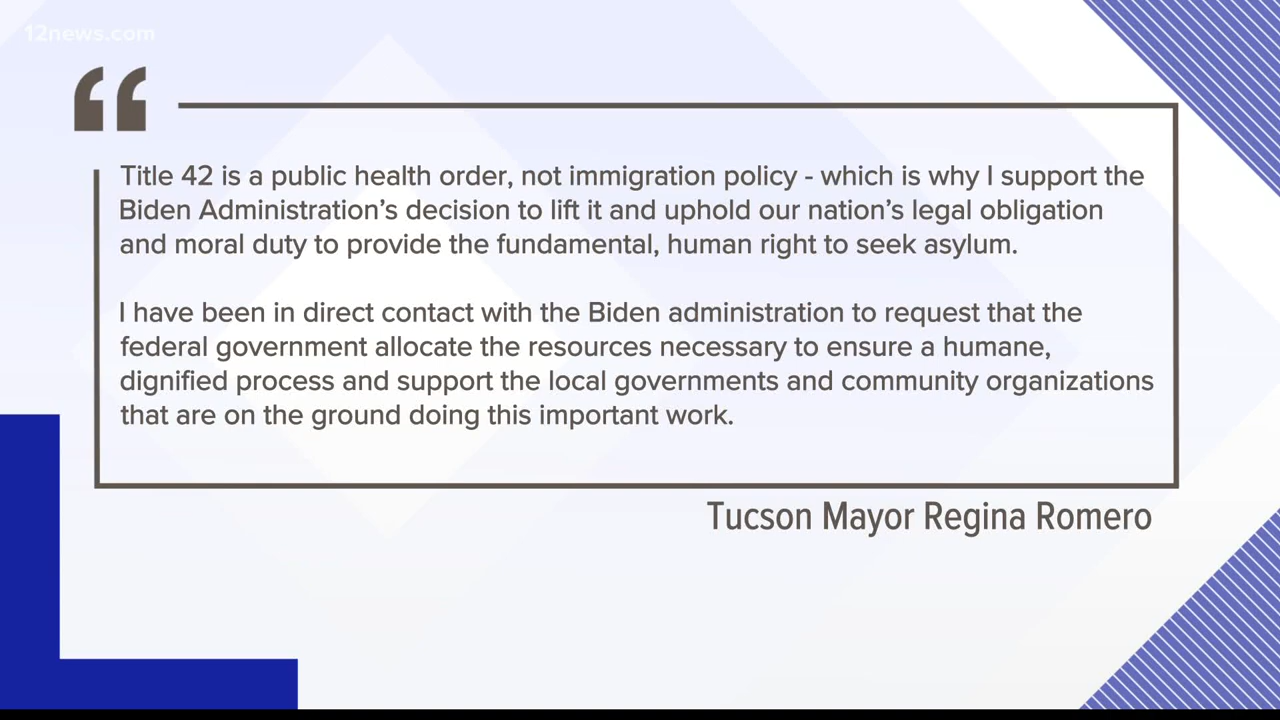 12news.com
“
Title 42 is a public health order, not immigration policy - which is why I support the
Biden Administration’s decision to lift it and uphold our nation’s legal obligation
and moral duty to provide the fundamental, human right to seek asylum.
I have been in direct contact with the Biden administration to request that the
federal government allocate the resources necessary to ensure a humane,
dignified process and support the local governments and community organizations
that are on the ground doing this important work.
Tucson Mayor Regina Romero